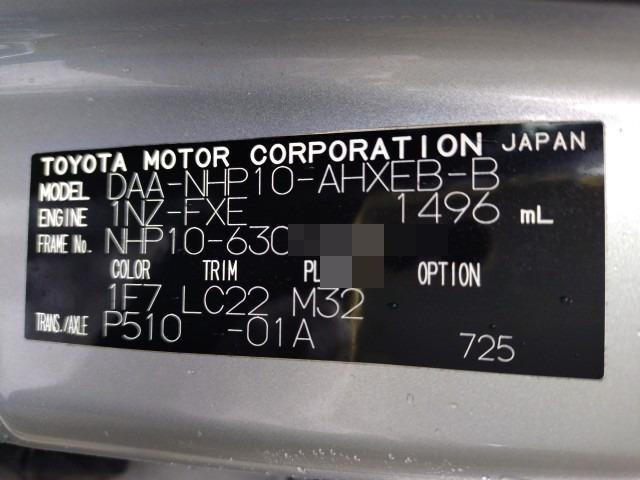 TOYOTA MOTOR CORPORATION JAPAN
MODEL DAA-NHP10-AHXEB-B
ENGINE 1NZ-FXE 1496 mL
FRAME No. NHP10-630
COLOR TRIM PL OPTION
1F7 LC22 M32
TRANS./AXLE P510 -01A
725